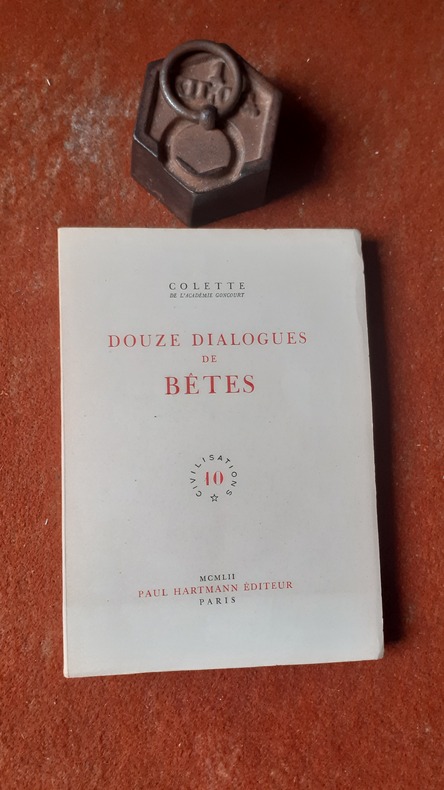 COLETTE
DE L'ACADÉMIE GONCOURT
DOUZE DIALOGUES
DE
BÊTES
CIVILISATIONS
10
MCMLII
PAUL HARTMANN ÉDITEUR
PARIS